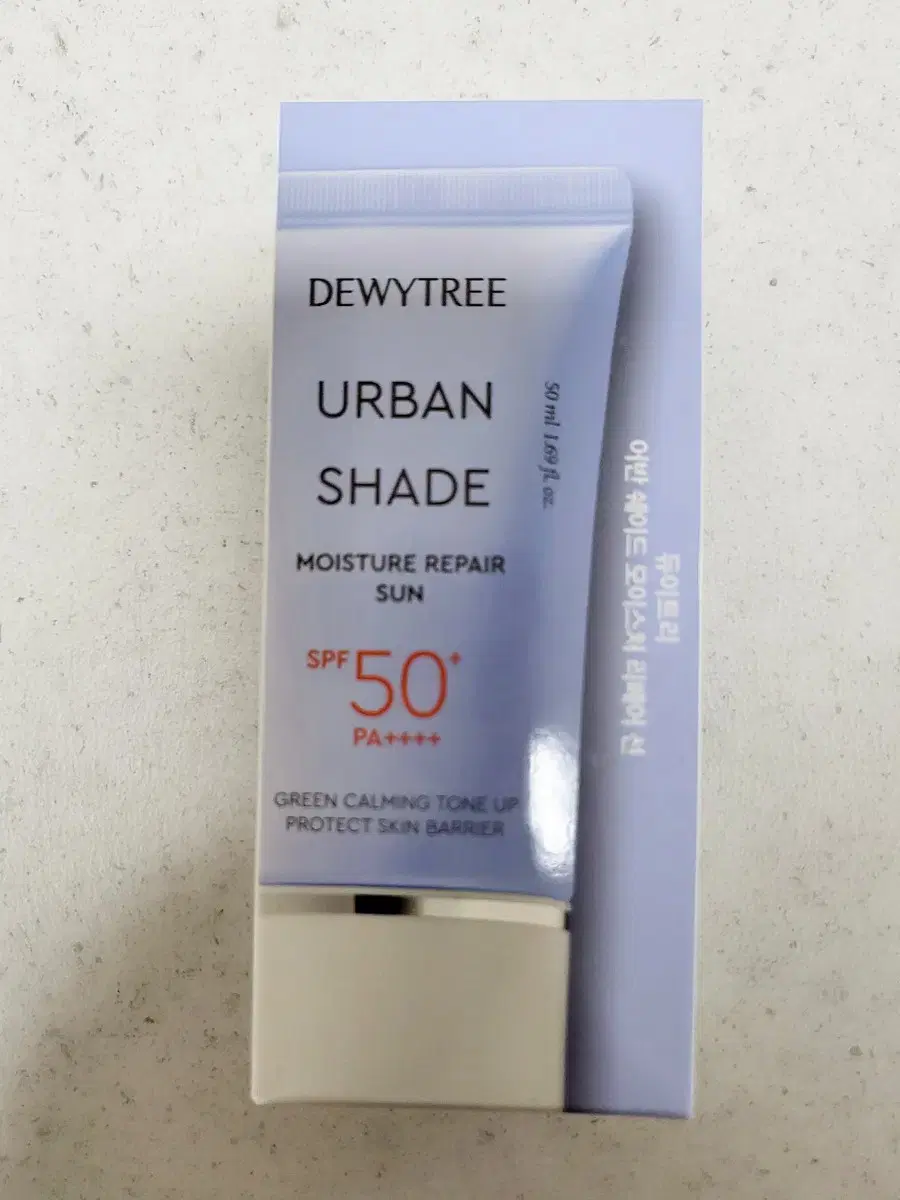 DEWYTREE
URBAN
SHADE
MOISTURE REPAIR
SUN
SPF 50+
PA++++
GREEN CALMING TONE UP
PROTECT SKIN BARRIER
50 ml 1.69 fl. oz.
듀이트리
어반쉐이드 모이스처 리페어 선